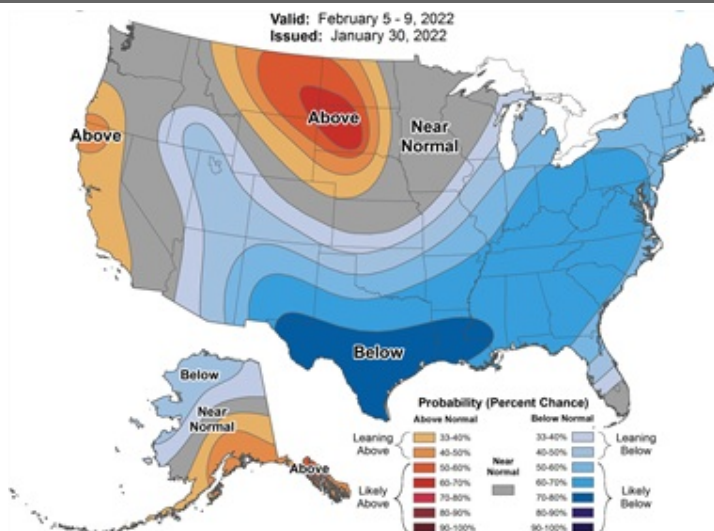 Valid: February 5 - 9, 2022
Issued: January 30, 2022
Above
Above
Near
Normal
Below
Below
Near
Normal
Above
Probability (Percent Chance)
Above Normal
Below Normal
Leaning
Above
33-40%
40-50%
Likely
Above
50-60%
60-70%
70-80%
80-90%
90-100%
Near
Normal
33-40%
40-50%
Leaning
Below
50-60%
60-70%
70-80%
80-90%
90-100%
Likely
Below